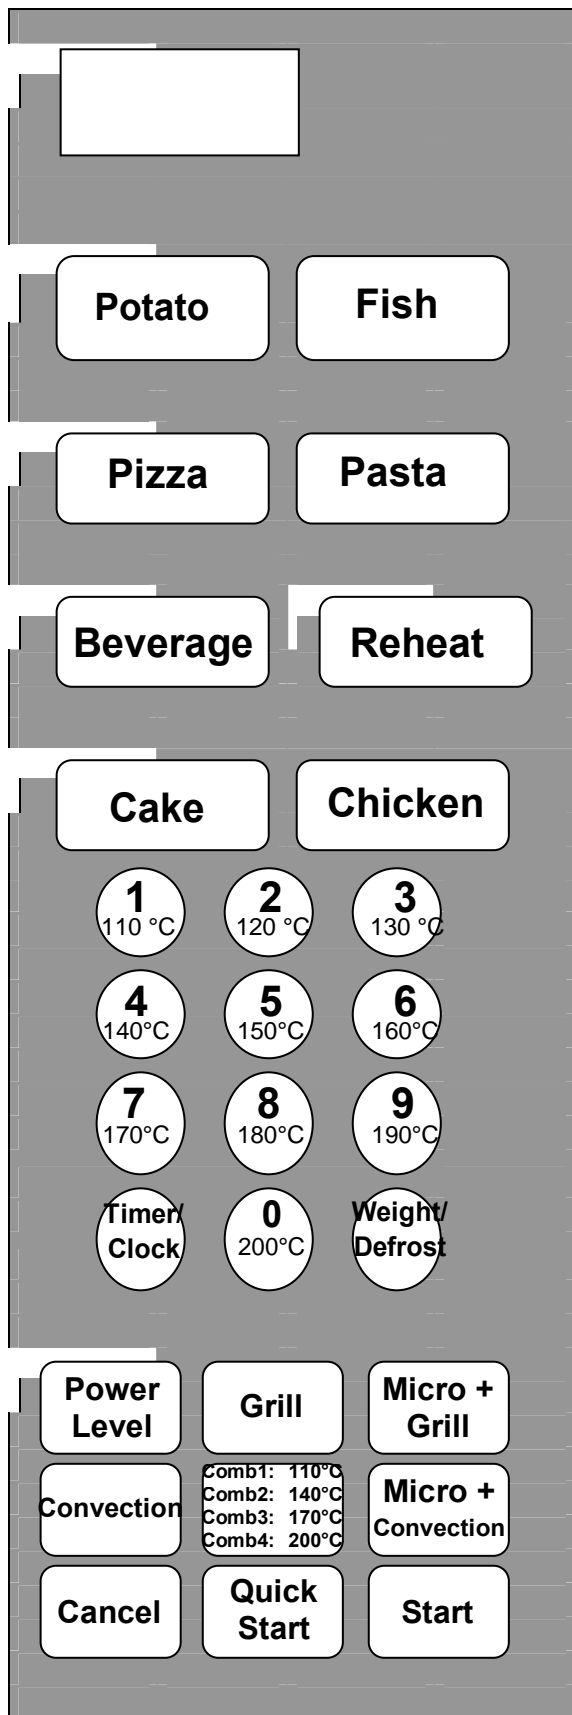 Potato
Fish
Pizza
Pasta
Beverage
Reheat
Cake
Chicken
1
110 °C
2
120 °C
3
130 °C
4
140°C
5
150°C
6
160°C
7
170°C
8
180°C
9
190°C
Timer/
Clock
0
200°C
Weight/
Defrost
Power
Level
Grill
Micro +
Grill
Convection
Comb1: 110°C
Comb2: 140°C
Comb3: 170°C
Comb4: 200°C
Micro +
Convection
Cancel
Quick
Start
Start